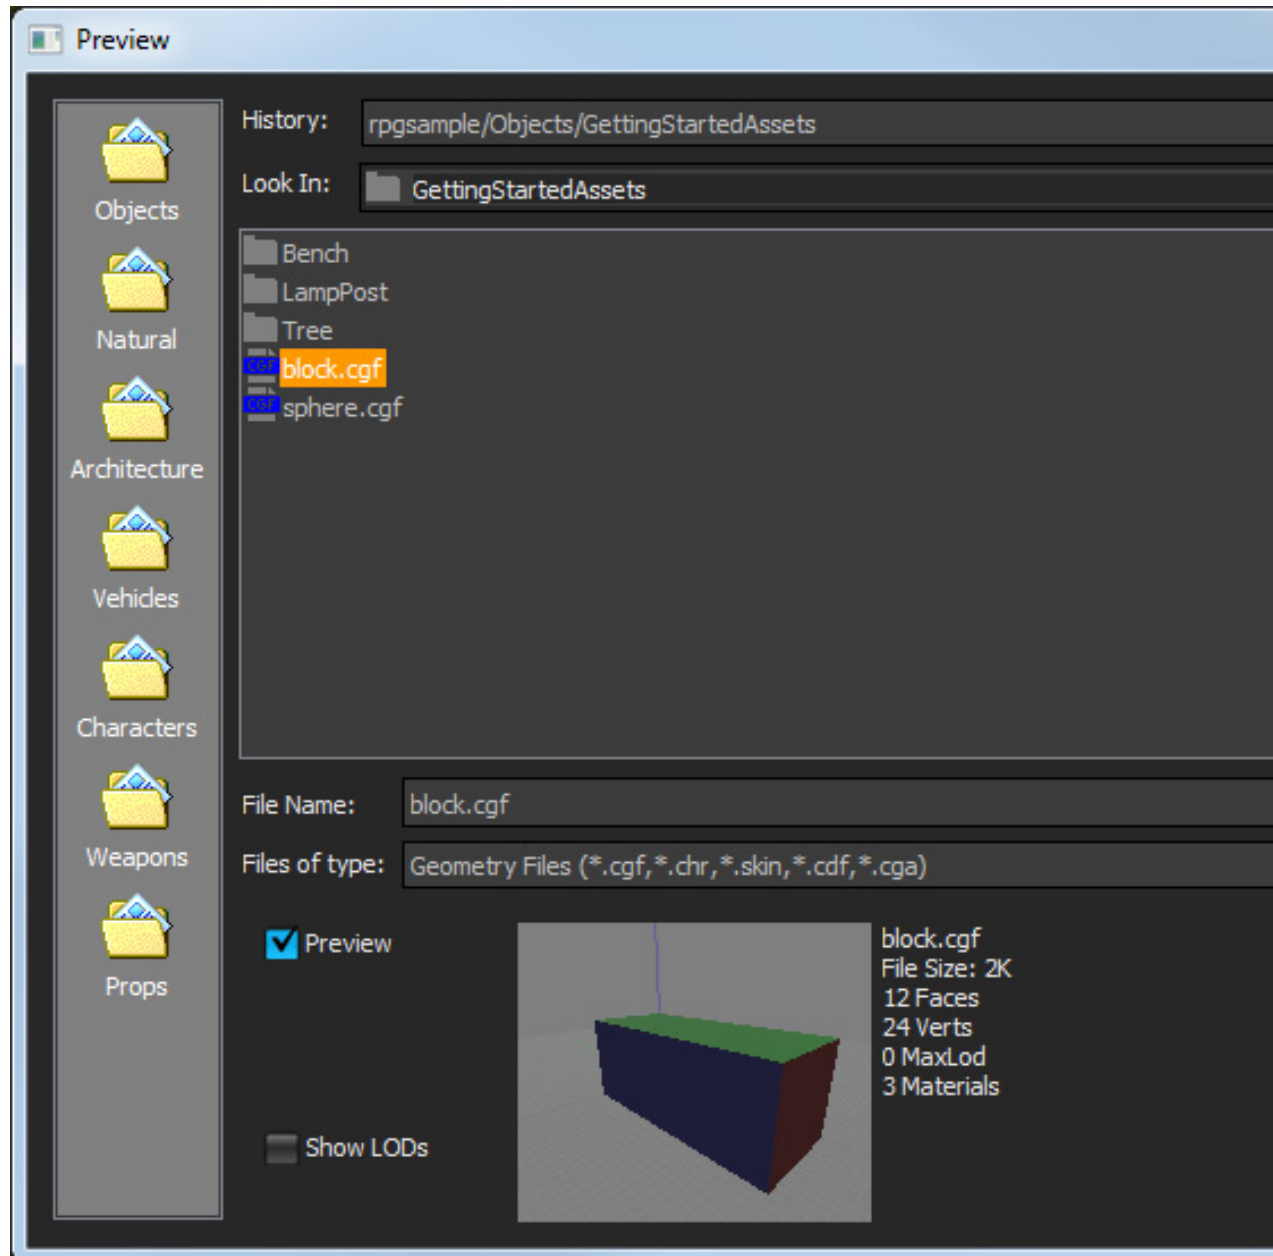 Preview
Objects
Natural
Architecture
Vehicles
Characters
Weapons
Props
History: rpgsample/Objects/GettingStartedAssets
Look In: GettingStartedAssets
Bench
LampPost
Tree
CGF block.cgf
CGF sphere.cgf
File Name: block.cgf
Files of type: Geometry Files (*.cgf,*.chr,*.skin,*.cdf,*.cga)
Preview
Show LODs
block.cgf
File Size: 2K
12 Faces
24 Verts
0 MaxLod
3 Materials